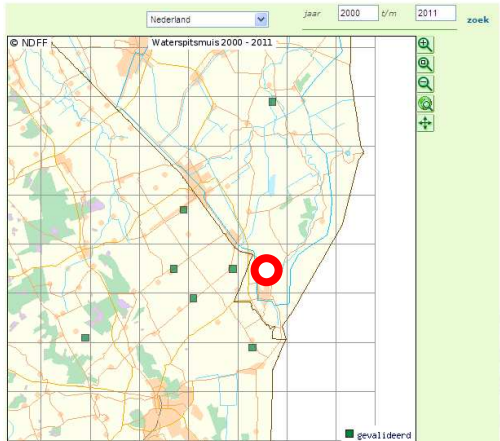 Nederland
jaar 2000 t/m 2011 zoek
© NDFF Waterspitsmuis 2000 - 2011
gevalideerd